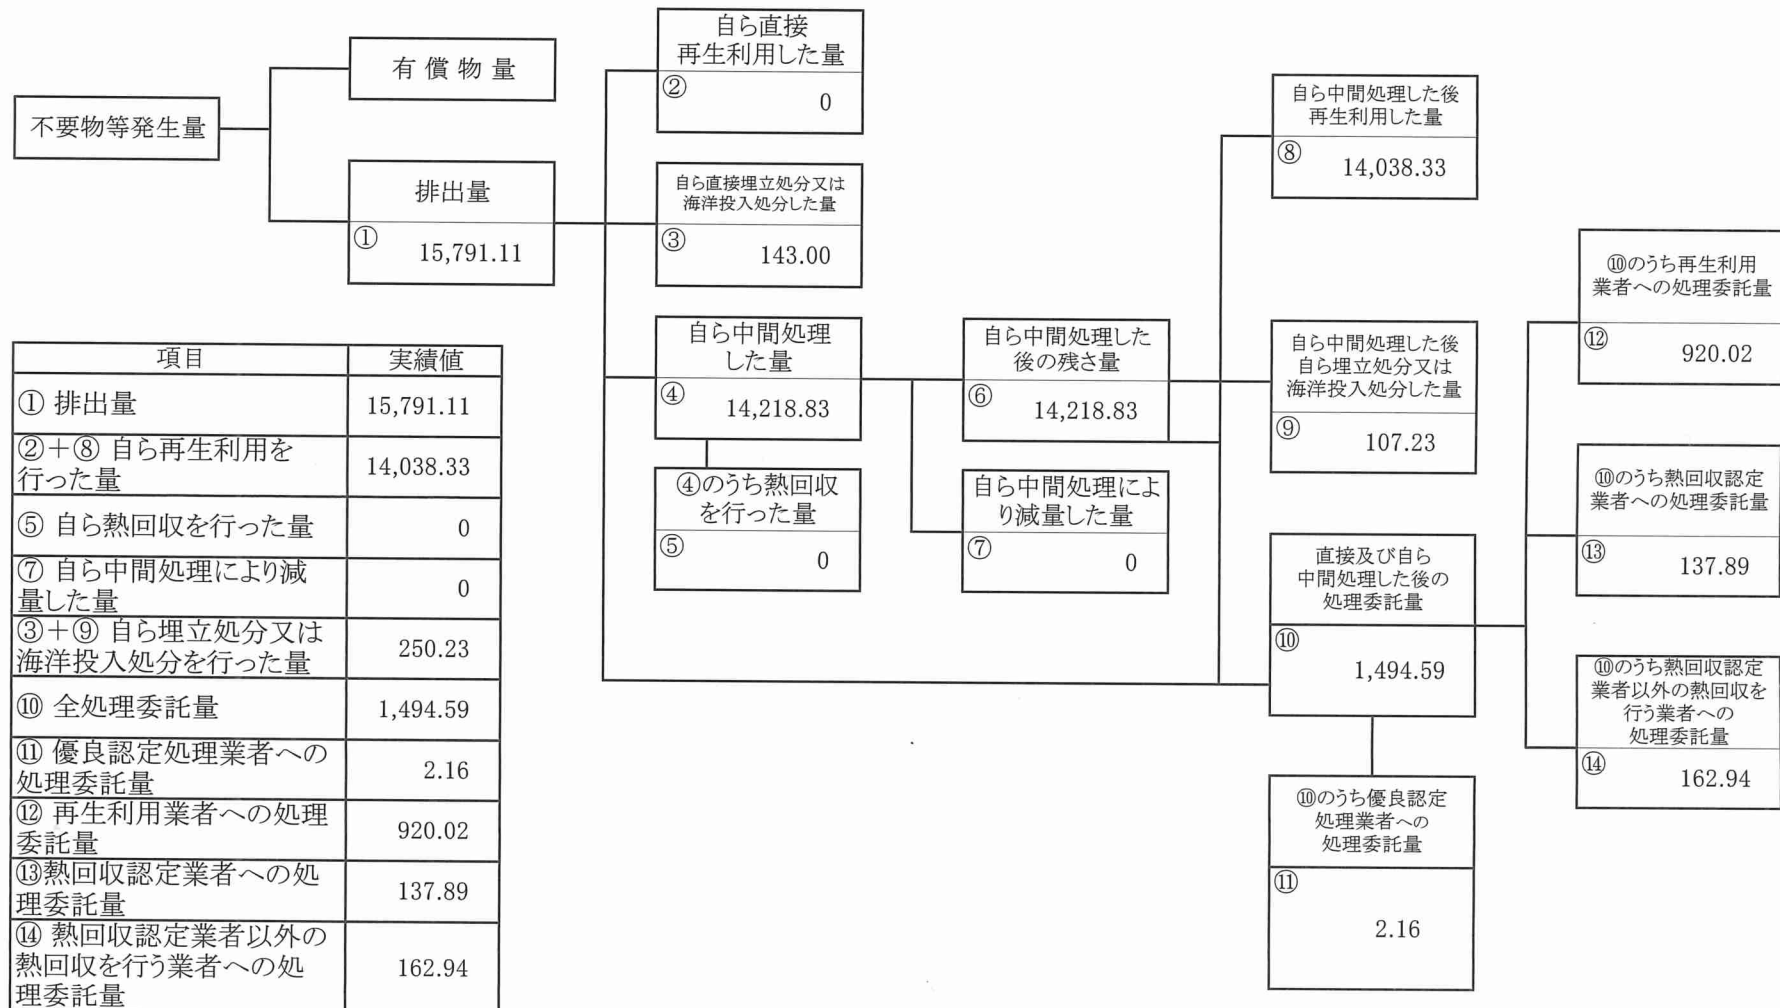 不要物等発生量
有償物量
排出量
① 15,791.11
自ら直接
再生利用した量
② 0
自ら直接埋立処分又は
海洋投入処分した量
③ 143.00
自ら中間処理
した量
④ 14,218.83
④のうち熱回収
を行った量
⑤ 0
自ら中間処理した
後の残さ量
⑥ 14,218.83
自ら中間処理によ
り減量した量
⑦ 0
自ら中間処理した後
再生利用した量
⑧ 14,038.33
自ら中間処理した後
自ら埋立処分又は
海洋投入処分した量
⑨ 107.23
直接及び自ら
中間処理した後の
処理委託量
⑩ 1,494.59
⑩のうち優良認定
処理業者への
処理委託量
⑪ 2.16
⑩のうち再生利用
業者への処理委託量
⑫ 920.02
⑩のうち熱回収認定
業者への処理委託量
⑬ 137.89
⑩のうち熱回収認定
業者以外の熱回収を
行う業者への
処理委託量
⑭ 162.94
項目 実績値
① 排出量 15,791.11
②+⑧ 自ら再生利用を
行った量 14,038.33
⑤ 自ら熱回収を行った量 0
⑦ 自ら中間処理により減
量した量 0
③+⑨ 自ら埋立処分又は
海洋投入処分を行った量 250.23
⑩ 全処理委託量 1,494.59
⑪ 優良認定処理業者への
処理委託量 2.16
⑫ 再生利用業者への処理
委託量 920.02
⑬熱回収認定業者への処
理委託量 137.89
⑭ 熱回収認定業者以外の
熱回収を行う業者への処
理委託量 162.94